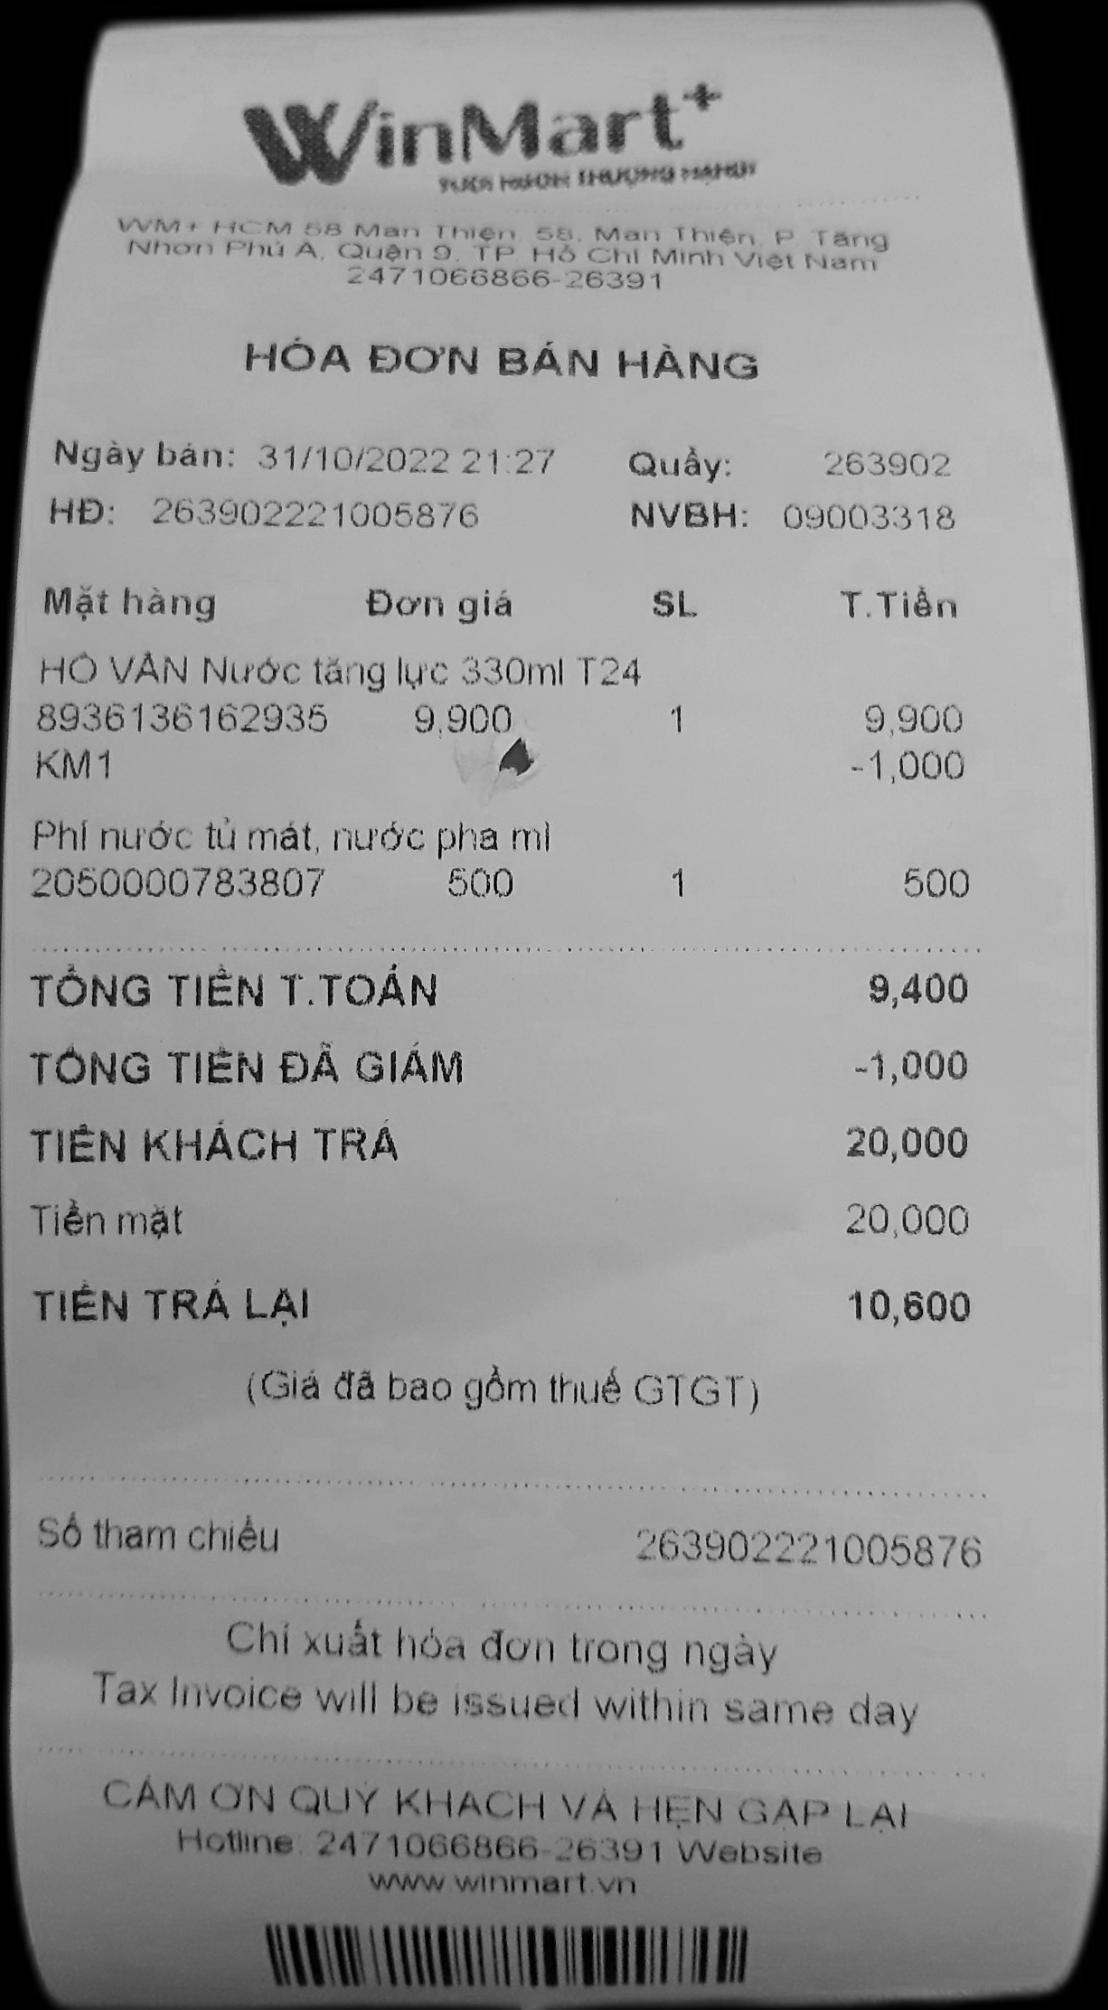 WinMart+
WM+ HCM 58 Man Thiện, 58, Man Thiện, P. Tăng
Nhơn Phú A, Quận 9, TP. Hồ Chí Minh Việt Nam
2471066866-26391
HÓA ĐƠN BÁN HÀNG
Ngày bán: 31/10/2022 21:27 Quầy: 263902
HĐ: 263902221005876 NVBH: 09003318
Mặt hàng Đơn giá SL T.Tiền
HỔ VẰN Nước tăng lực 330ml T24
8936136162935 9,900 1 9,900
KM1 -1,000
Phí nước tủ mát, nước pha mì
2050000783807 500 1 500
TỔNG TIỀN T.TOÁN 9,400
TỔNG TIỀN ĐÃ GIẢM -1,000
TIỀN KHÁCH TRẢ 20,000
Tiền mặt 20,000
TIỀN TRẢ LẠI 10,600
(Giá đã bao gồm thuế GTGT)
Số tham chiếu 263902221005876
Chỉ xuất hóa đơn trong ngày
Tax Invoice will be issued within same day
CẢM ƠN QUÝ KHÁCH VÀ HẸN GẶP LẠI
Hotline: 2471066866-26391 Website
www.winmart.vn